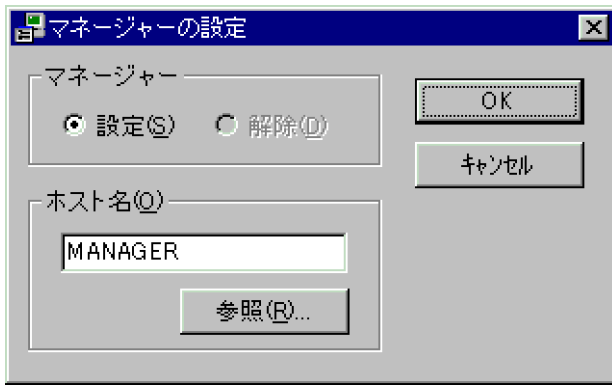 マネージャーの設定
マネージャー
設定(S) 解除(D)
OK
キャンセル
ホスト名(O)
MANAGER
参照(R)...